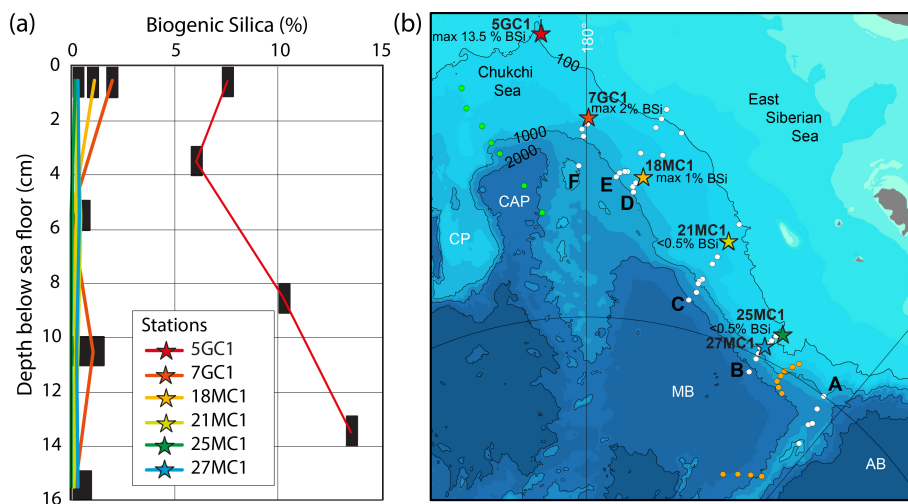 (a)
Biogenic Silica (%)
0 5 10 15
Depth below sea floor (cm)
0
2
4
6
8
10
12
14
16
Stations
5GC1
7GC1
18MC1
21MC1
25MC1
27MC1
(b)
5GC1
max 13.5 % BSi
180°
100
Chukchi
Sea
7GC1
max 2% BSi
East
Siberian
Sea
1000
2000
F
E
D
18MC1
max 1% BSi
CAP
CP
21MC1
<0.5% BSi
C
25MC1
<0.5% BSi
27MC1
B
A
MB
AB